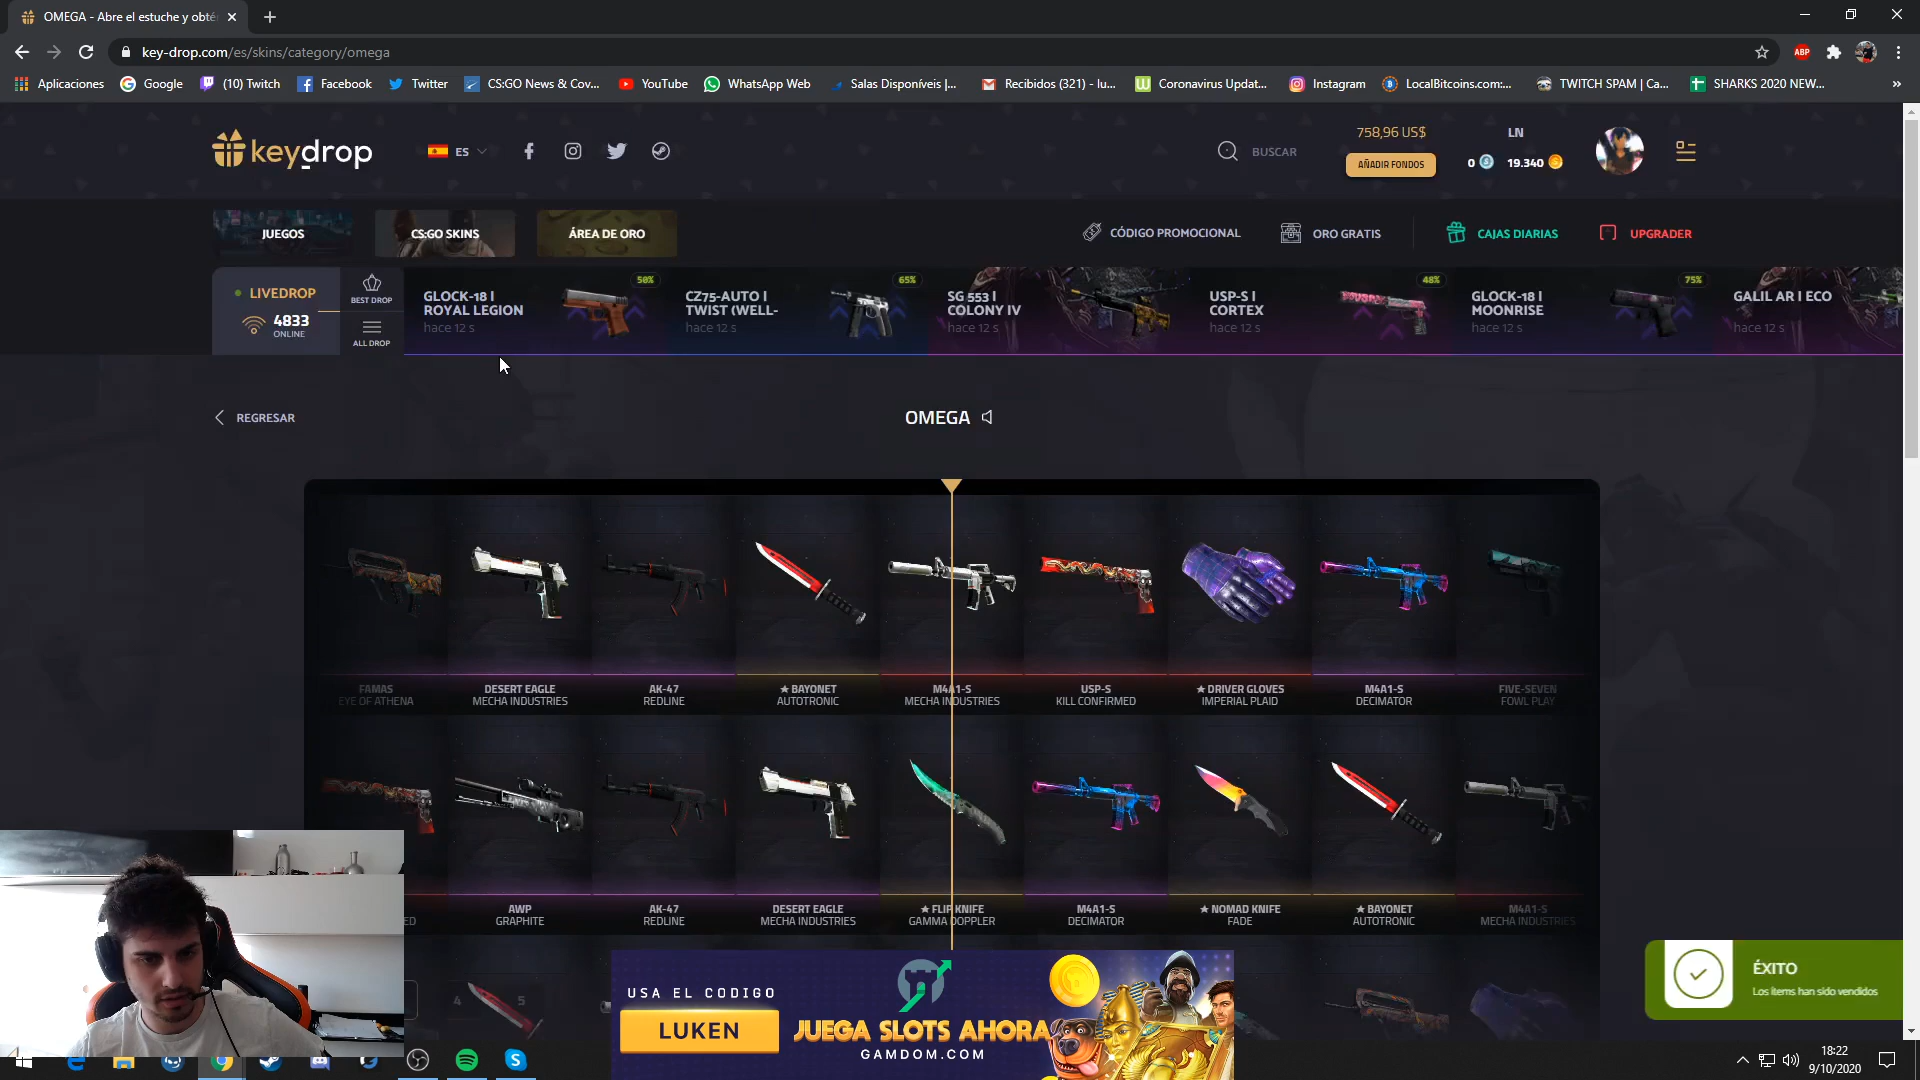 OMEGA - Abre el estuche y obté
key-drop.com/es/skins/category/omega
ABP
Aplicaciones
Google
(10) Twitch
Facebook
Twitter
CS:GO News & Cov...
YouTube
WhatsApp Web
Salas Disponíveis |...
Recibidos (321) - lu...
Coronavirus Updat...
Instagram
LocalBitcoins.com:...
TWITCH SPAM | Ca...
SHARKS 2020 NEW...
keydrop
ES
BUSCAR
758,96 US$
AÑADIR FONDOS
LN
0
19.340
JUEGOS
CS:GO SKINS
ÁREA DE ORO
CÓDIGO PROMOCIONAL
ORO GRATIS
CAJAS DIARIAS
UPGRADER
LIVEDROP
4833
ONLINE
BEST DROP
ALL DROP
GLOCK-18 |
ROYAL LEGION
hace 12 s
50%
CZ75-AUTO |
TWIST (WELL-
hace 12 s
65%
SG 553 |
COLONY IV
hace 12 s
USP-S |
CORTEX
hace 12 s
48%
GLOCK-18 |
MOONRISE
hace 12 s
75%
GALIL AR | ECO
hace 12 s
REGRESAR
OMEGA
FAMAS
EYE OF ATHENA
DESERT EAGLE
MECHA INDUSTRIES
AK-47
REDLINE
★ BAYONET
AUTOTRONIC
M4A1-S
MECHA INDUSTRIES
USP-S
KILL CONFIRMED
★ DRIVER GLOVES
IMPERIAL PLAID
M4A1-S
DECIMATOR
FIVE-SEVEN
FOWL PLAY
ED
AWP
GRAPHITE
AK-47
REDLINE
DESERT EAGLE
MECHA INDUSTRIES
★ FLIP KNIFE
GAMMA DOPPLER
M4A1-S
DECIMATOR
★ NOMAD KNIFE
FADE
★ BAYONET
AUTOTRONIC
M4A1-S
MECHA INDUSTRIES
4
5
USA EL CODIGO
LUKEN
JUEGA SLOTS AHORA
GAMDOM.COM
ÉXITO
Los ítems han sido vendidos
18:22
9/10/2020